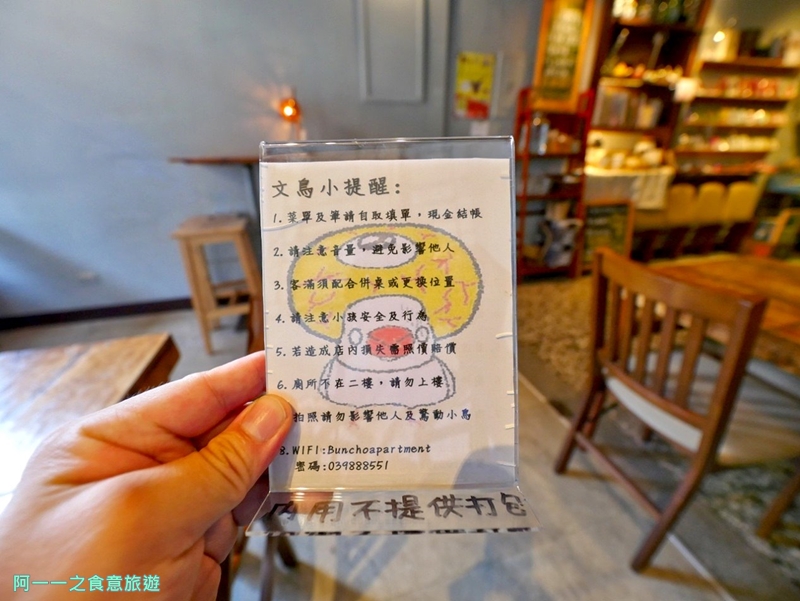 文鳥小提醒:
1. 菜單及筆請自取填單，現金結帳
2. 請注意音量，避免影響他人
3. 客滿須配合併桌或更換位置
4. 請注意小孩安全及行為
5. 若造成店內損失需照價賠償
6. 廁所不在二樓，請勿上樓
拍照請勿影響他人及驚動小鳥
8. WIFI:Bunchoapartment
密碼:039888551
內用不提供打包
阿一一之食意旅遊